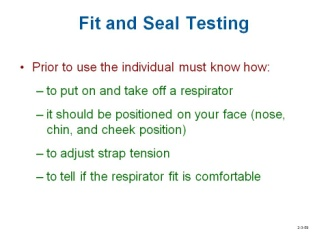 Fit and Seal Testing
• Prior to use the individual must know how:
– to put on and take off a respirator
– it should be positioned on your face (nose,
chin, and cheek position)
– to adjust strap tension
– to tell if the respirator fit is comfortable